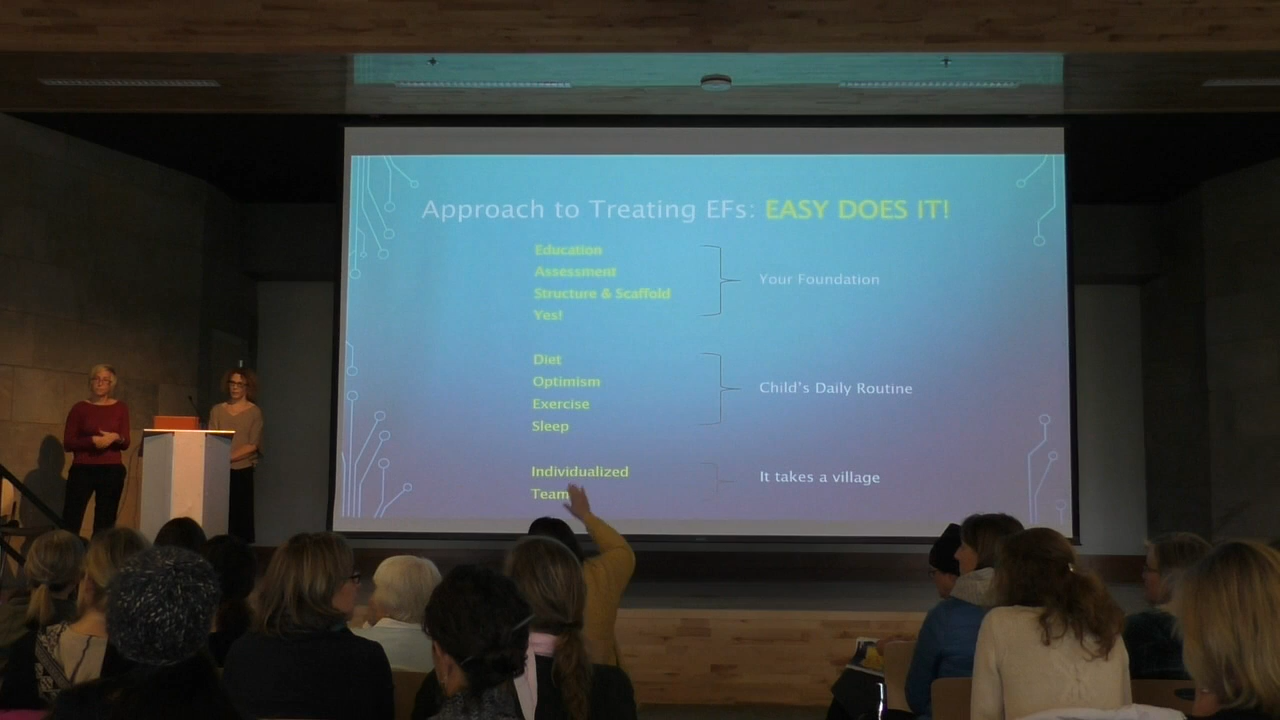 Approach to Treating EFs: EASY DOES IT!
Education
Assessment
Structure & Scaffold
Yes!
Your Foundation
Diet
Optimism
Exercise
Sleep
Child's Daily Routine
Individualized
Team
It takes a village